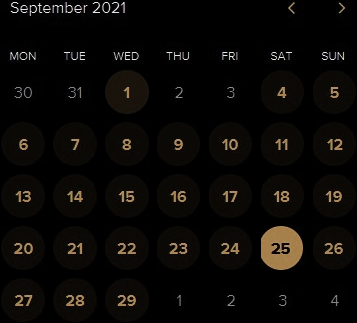 September 2021
MON TUE WED THU FRI SAT SUN
30 31 1 2 3 4 5
6 7 8 9 10 11 12
13 14 15 16 17 18 19
20 21 22 23 24 25 26
27 28 29 1 2 3 4